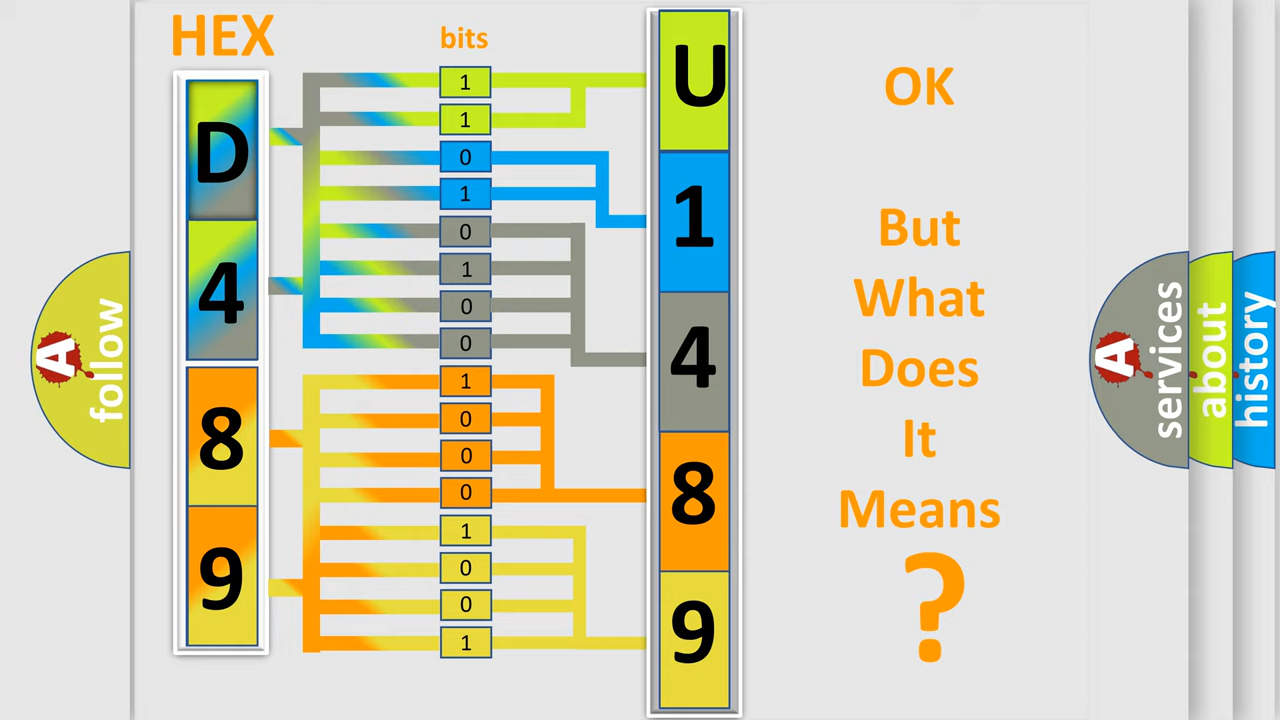 HEX
bits
D
4
8
9
1
1
0
1
0
1
0
0
1
0
0
0
1
0
0
1
U
1
4
8
9
OK
But
What
Does
It
Means
?
A
follow
A
services
about
history